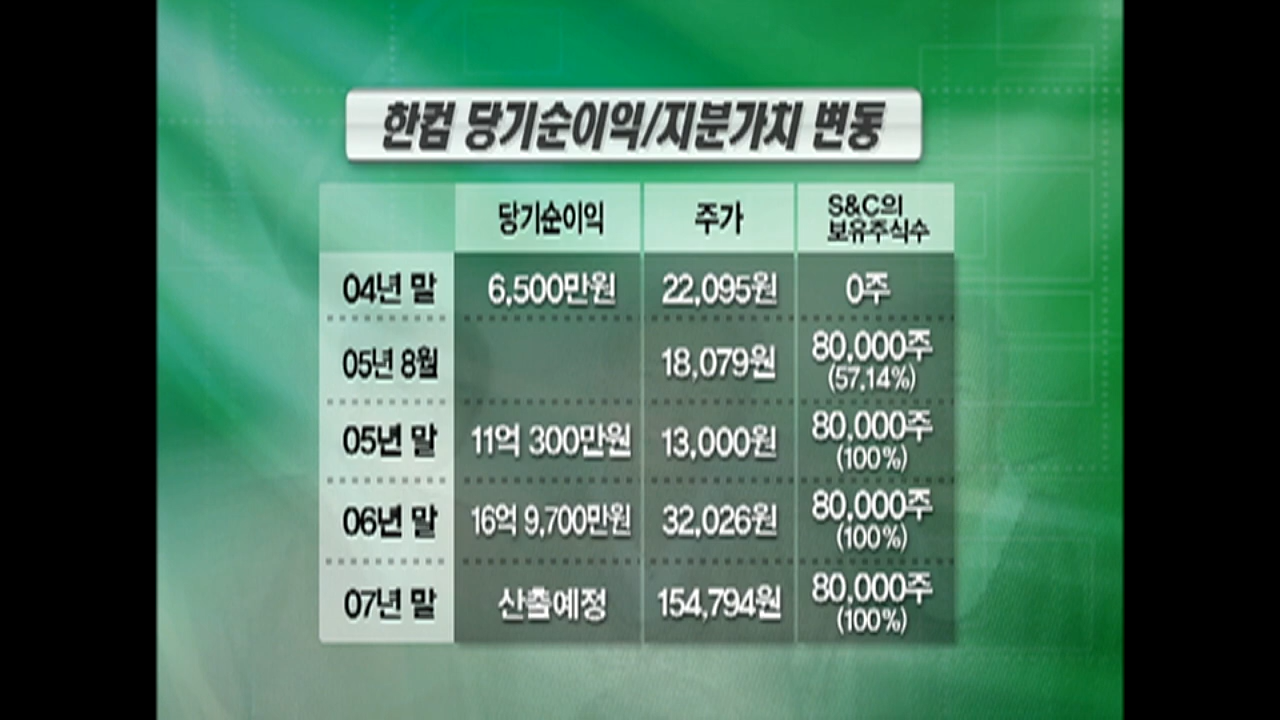 한컴 당기순이익/지분가치 변동
당기순이익 주가 S&C의
보유주식수
04년 말 6,500만원 22,095원 0주
05년 8월 18,079원 80,000주
(57.14%)
05년 말 11억 300만원 13,000원 80,000주
(100%)
06년 말 16억 9,700만원 32,026원 80,000주
(100%)
07년 말 산출예정 154,794원 80,000주
(100%)